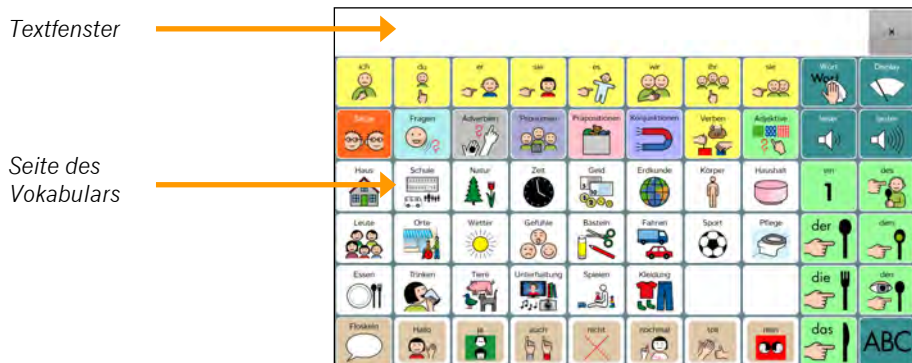 Textfenster
×
ich du er sie es wir ihr sie Wort Display
Wort
Sätze Fragen Adverbien Pronomen Präpositionen Konjunktionen Verben Adjektive leiser lauter
Seite des
Vokabulars
Haus Schule Natur Zeit Geld Erdkunde Körper Haushalt ein des
1
Leute Orte Wetter Gefühle Basteln Fahren Sport Pflege der dem
Essen Trinken Tiere Unterhaltung Spielen Kleidung die den
Floskeln Hallo ja auch nicht nochmal mein das ABC